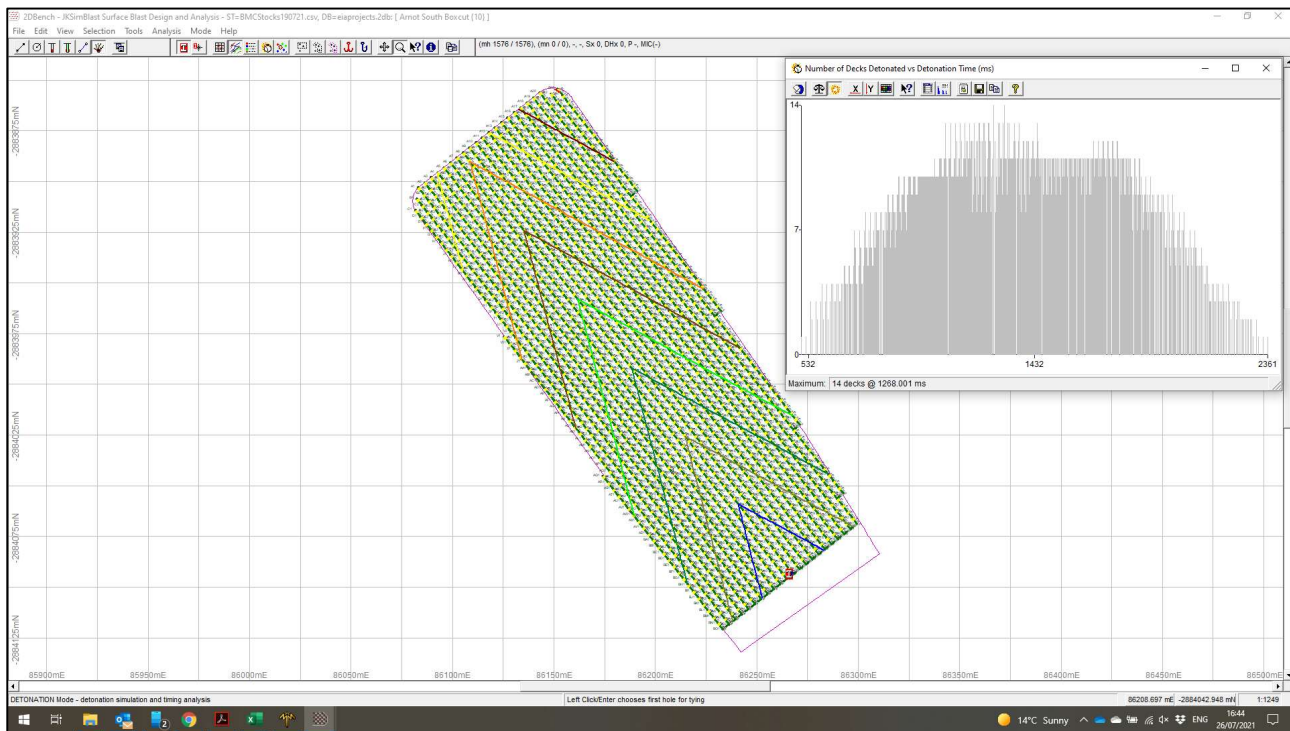 2DBench - JKSimBlast Surface Blast Design and Analysis - ST=BMCStocks190721.csv, DB=eiaprojects.2db: [ Arnot South Boxcut (10) ]
File Edit View Selection Tools Analysis Mode Help
(mh 1576 / 1576), (mn 0 / 0), -, -, Sx 0, DHx 0, P -, MIC(-)
Number of Decks Detonated vs Detonation Time (ms)
X Y
14
7
0
532 1432 2361
Maximum: 14 decks @ 1268.001 ms
-2883875mN
-2883925mN
-2883975mN
-2884025mN
-2884075mN
-2884125mN
85900mE 85950mE 86000mE 86050mE 86100mE 86150mE 86200mE 86250mE 86300mE 86350mE 86400mE 86450mE 86500mE
DETONATION Mode - detonation simulation and timing analysis
Left Click/Enter chooses first hole for tying
86208.697 mE -2884042.948 mN
1:1249
2
14°C Sunny
ENG
16:44
26/07/2021